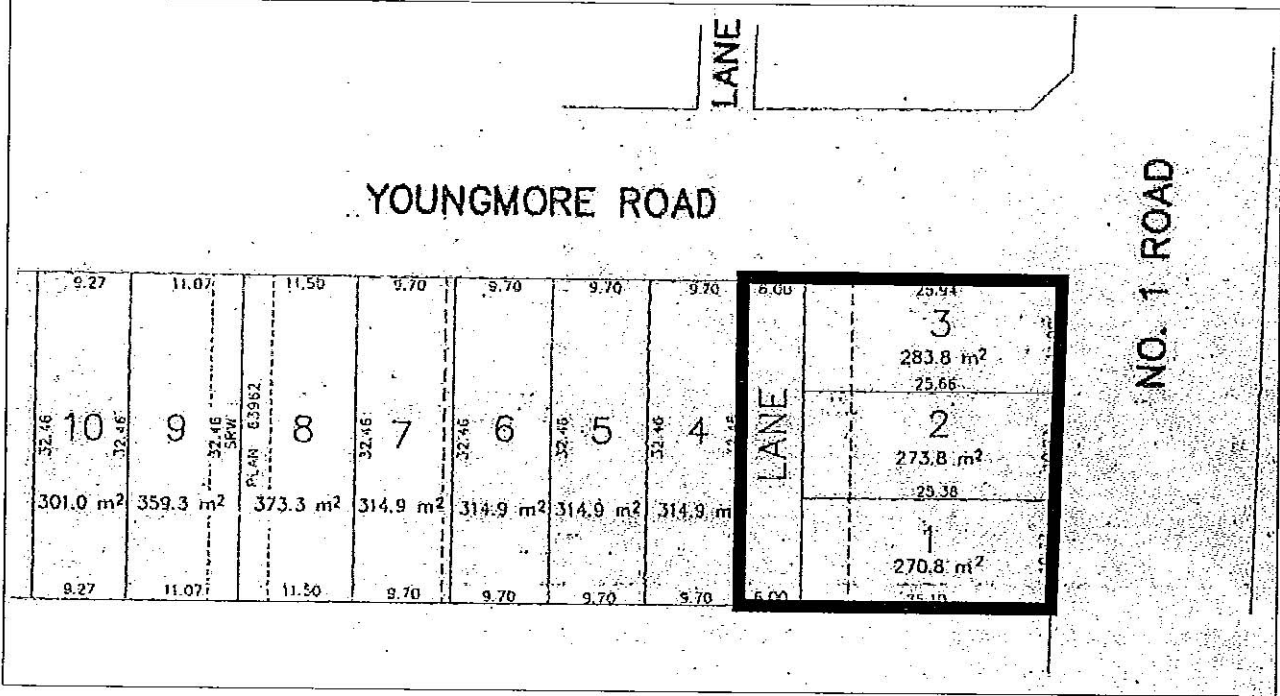 LANE
YOUNGMORE ROAD
NO. 1 ROAD
9.27 11.07 11.50 9.70 9.70 9.70 9.70 6.00 25.94
3
283.8 m²
25.66
32.46 10 32.46 9 32.46 SRW PLAN 63962 8 32.46 7 32.46 6 32.46 5 32.46 4 LANE 2
273.8 m²
25.38
301.0 m² 359.3 m² 373.3 m² 314.9 m² 314.9 m² 314.9 m² 314.9 m
1
270.8 m²
9.27 11.07 11.50 9.70 9.70 9.70 9.70 6.00